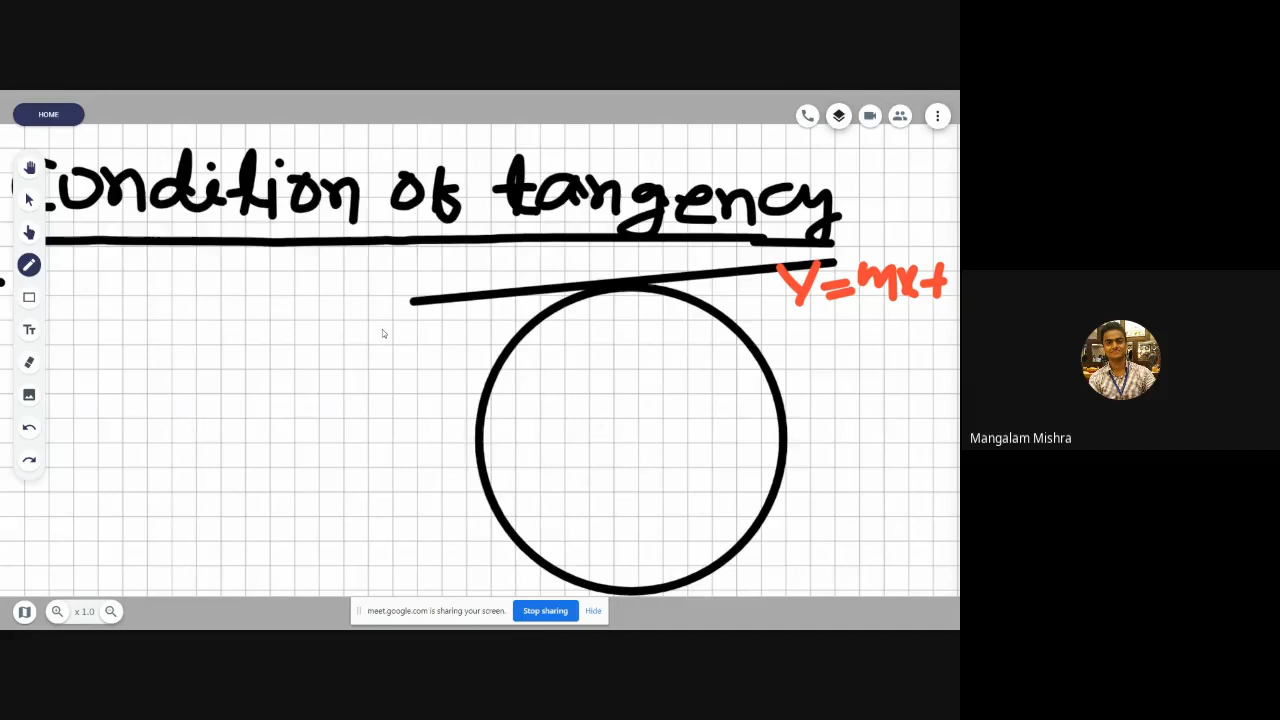 HOME
Condition of tangency
Y=mx+
Tт
x 1.0
meet.google.com is sharing your screen.
Stop sharing
Hide
Mangalam Mishra